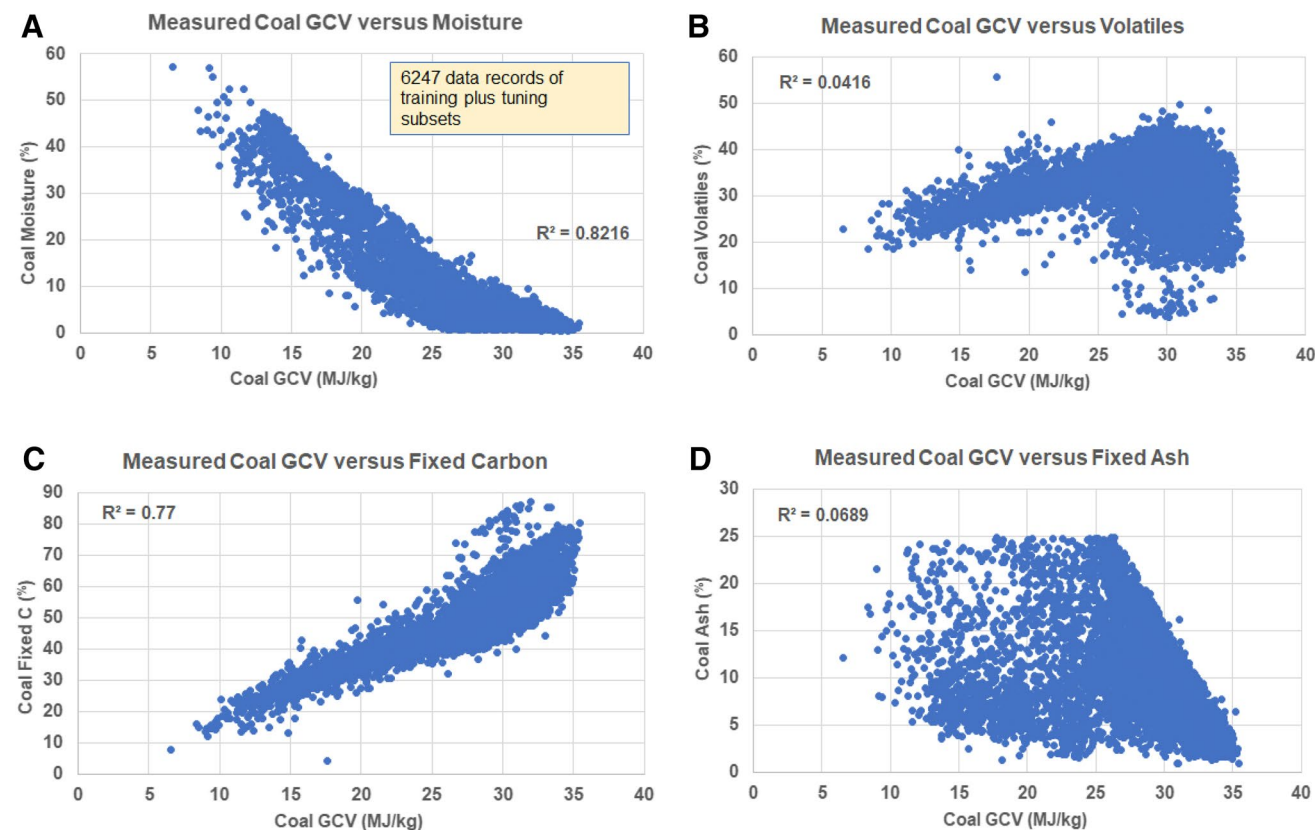 A
Measured Coal GCV versus Moisture
60
50
40
30
20
10
0
Coal Moisture (%)
6247 data records of
training plus tuning
subsets
R² = 0.8216
0 5 10 15 20 25 30 35 40
Coal GCV (MJ/kg)
B
Measured Coal GCV versus Volatiles
R² = 0.0416
60
50
40
30
20
10
0
Coal Volatiles (%)
0 5 10 15 20 25 30 35 40
Coal GCV (MJ/kg)
C
Measured Coal GCV versus Fixed Carbon
R² = 0.77
90
80
70
60
50
40
30
20
10
0
Coal Fixed C (%)
0 5 10 15 20 25 30 35 40
Coal GCV (MJ/kg)
D
Measured Coal GCV versus Fixed Ash
R² = 0.0689
30
25
20
15
10
5
0
Coal Ash (%)
0 5 10 15 20 25 30 35 40
Coal GCV (MJ/kg)